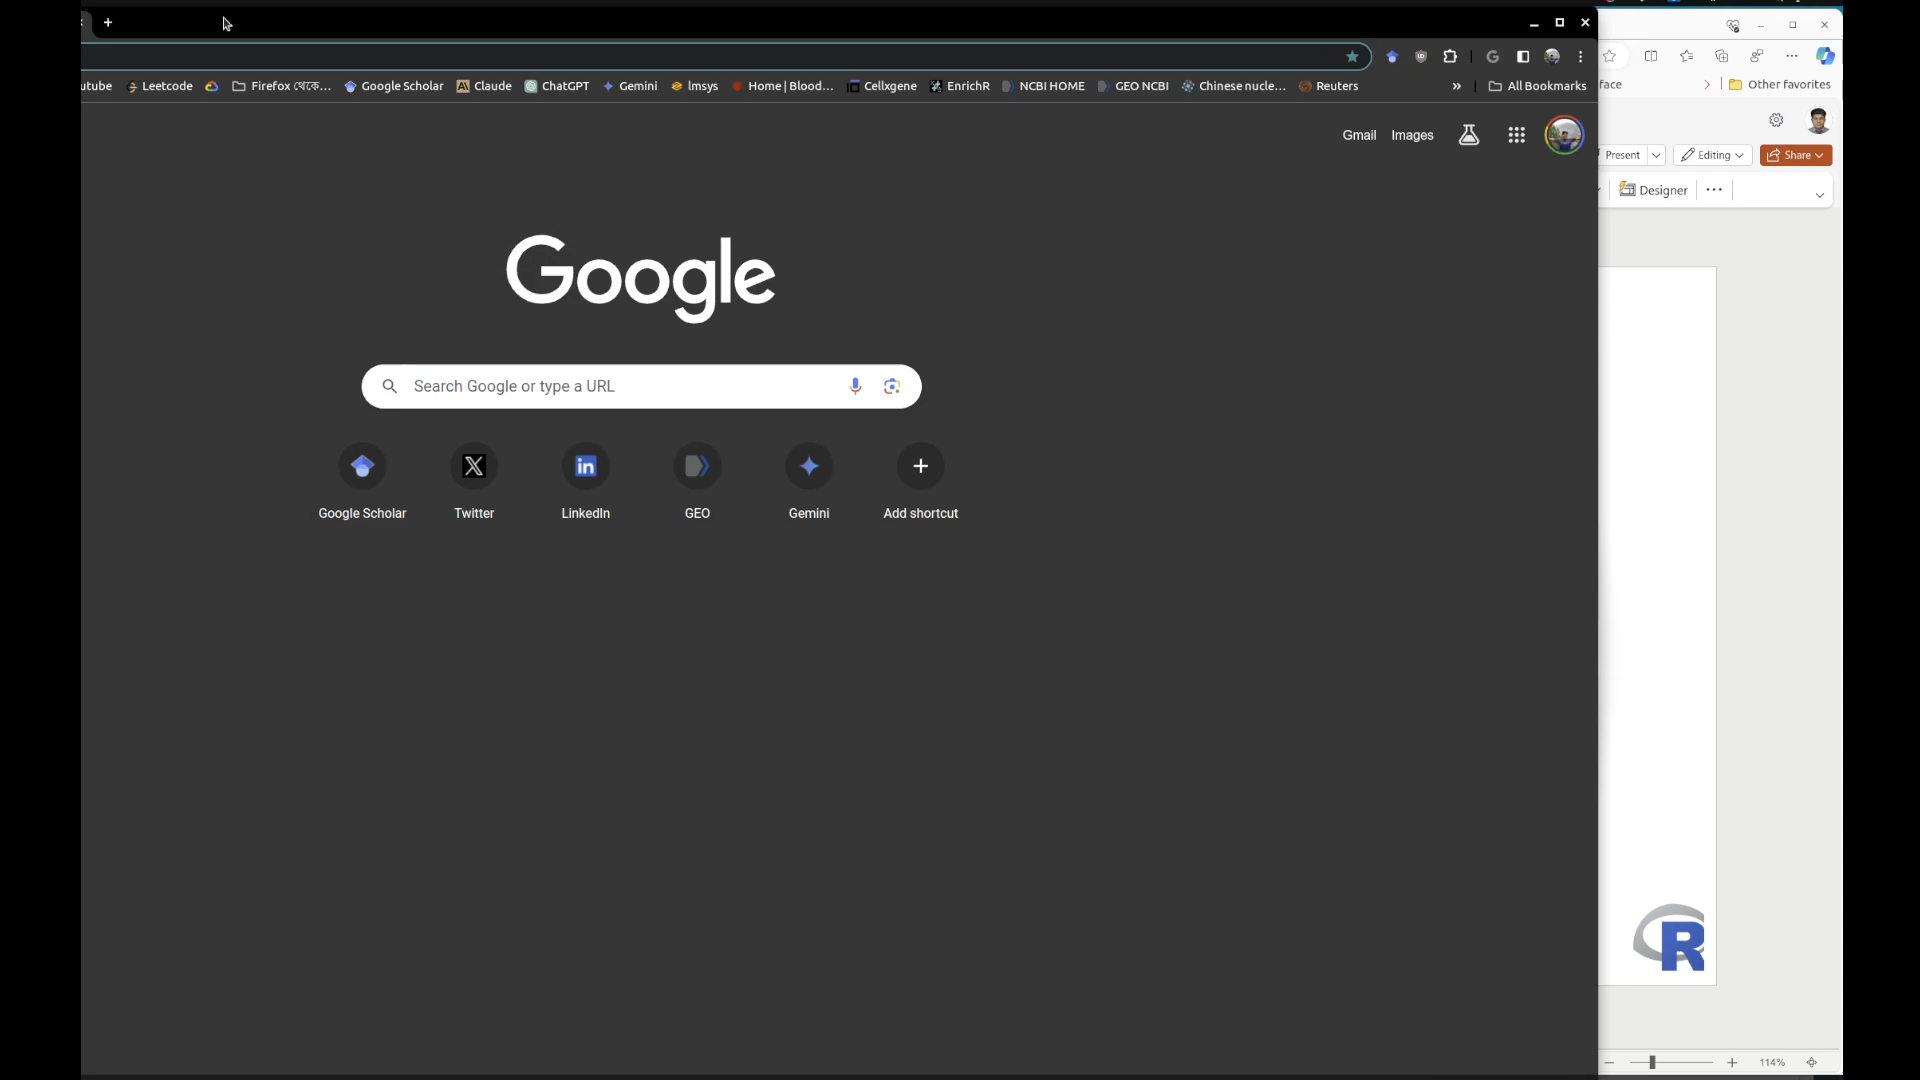 utube Leetcode Firefox থেকে... Google Scholar Claude ChatGPT Gemini lmsys Home | Blood... Cellxgene EnrichR NCBI HOME GEO NCBI Chinese nucle... Reuters » All Bookmarks
face Other favorites
Gmail Images
Present Editing Share
Designer
Google
Search Google or type a URL
Google Scholar Twitter LinkedIn GEO Gemini Add shortcut
R
114%